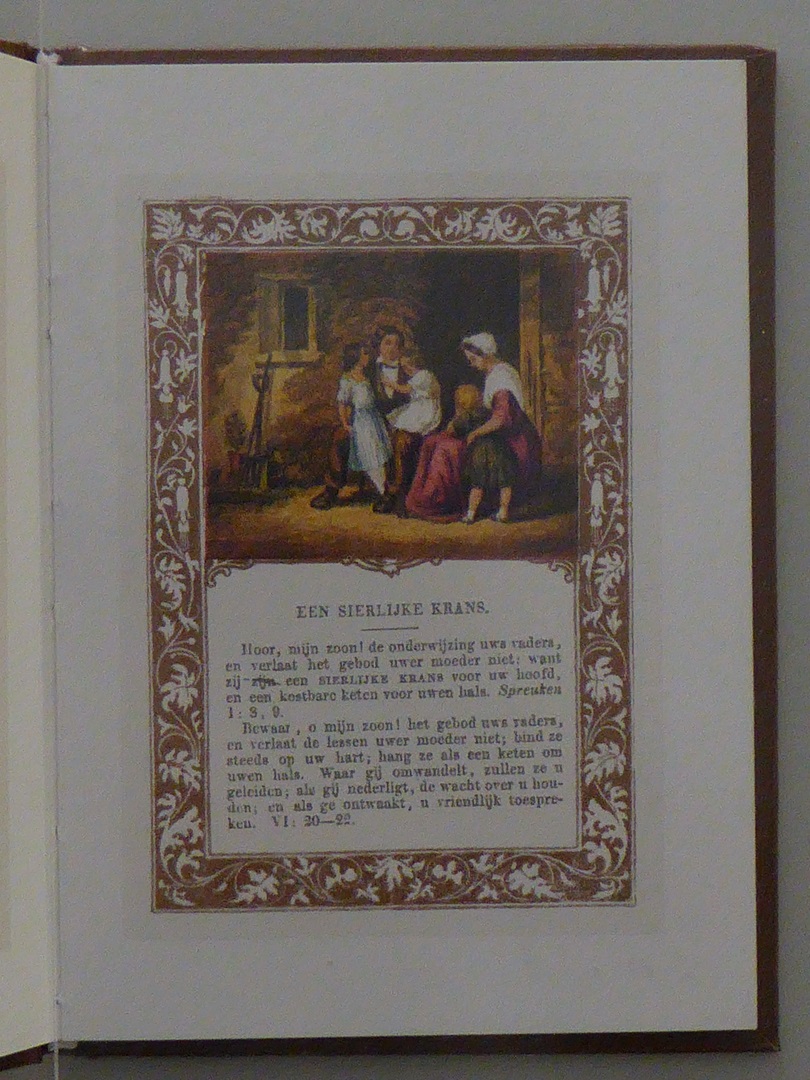 EEN SIERLIJKE KRANS.
Hoor, mijn zoon! de onderwijzing uws vaders,
en verlaat het gebod uwer moeder niet: want
zij zijn een SIERLIJKE KRANS voor uw hoofd,
en een kostbare keten voor uwen hals. Spreuken
1: 8, 9.
Bewaar, o mijn zoon! het gebod uws vaders,
en verlaat de lessen uwer moeder niet; bind ze
steeds op uw hart; hang ze als een keten om
uwen hals. Waar gij omwandelt, zullen ze u
geleiden; als gij nederligt, de wacht over u hou-
den; en als ge ontwaakt, u vriendlijk toespre-
ken. VI: 20—22.